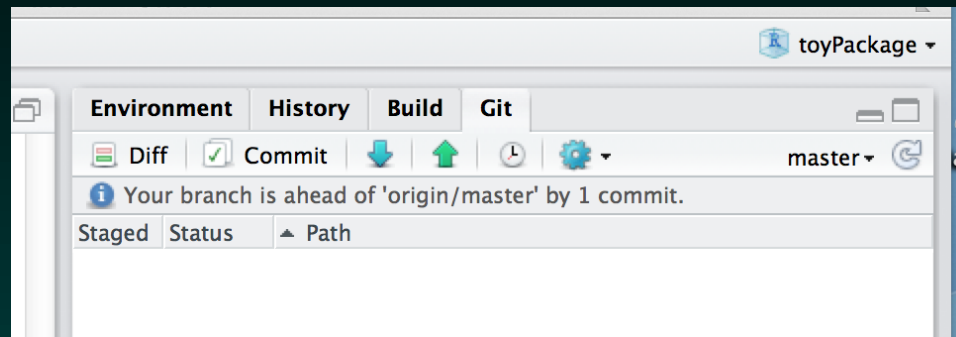 toyPackage
Environment History Build Git
Diff Commit master
Your branch is ahead of 'origin/master' by 1 commit.
Staged Status Path